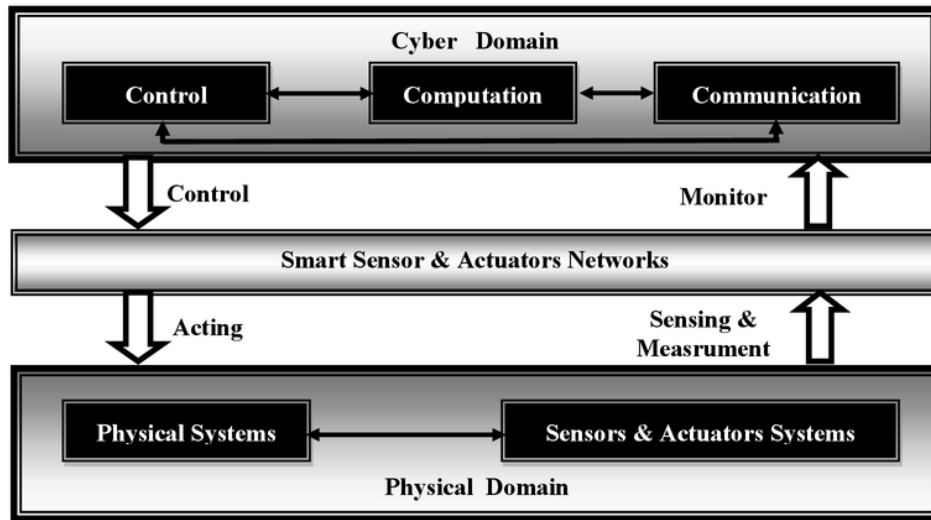 Cyber Domain
Control
Computation
Communication
Control
Monitor
Smart Sensor & Actuators Networks
Acting
Sensing &
Measrument
Physical Systems
Sensors & Actuators Systems
Physical Domain